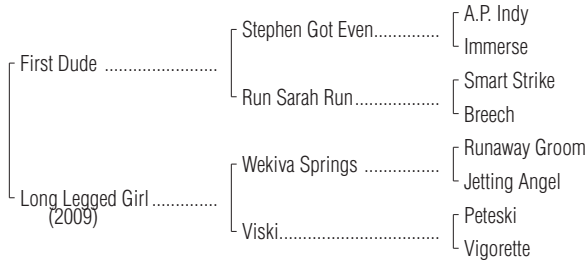 A.P. Indy
Stephen Got Even..............
Immerse
First Dude ........................
Smart Strike
Run Sarah Run..................
Breech
Runaway Groom
Wekiva Springs ................
Jetting Angel
Long Legged Girl..............
(2009)
Peteski
Viski..................................
Vigorette